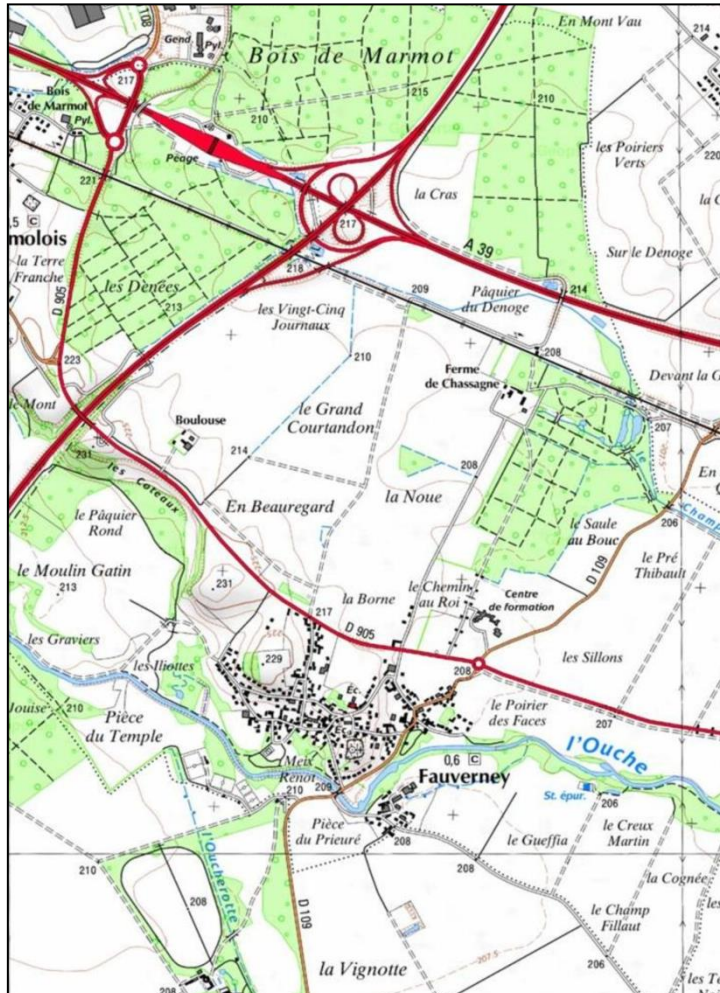 En Mont Vau
Gend.
Pyl.
214
217
Bois de Marmot
215
Bois
de Marmot
Pyl.
210
210
Péage
les Poiriers
Verts
220
221
la Cras
217
molois
la Terre
Franche
A 39
Sur le Denoge
218
les Denées
D 905
213
209
Pâquier
du Denoge
214
les Vingt-Cinq
Journaux
223
210
208
Ferme
de Chassagne
Devant la G
le Mont
le Grand
Courtandon
Boulouse
225
207
231
214
les Coteaux
208
la Noue
En
En Beauregard
le Pâquier
Rond
le Saule
au Bouc
206
le Moulin Gatin
213
231
D 109
le Pré
Thibault
la Borne
le Chemin
au Roi
Centre
de formation
217
D 905
les Graviers
les Iliottes
229
208
les Sillons
Jouise
210
Pièce
du Temple
Éc.
le Poirier
des Faces
207
l'Ouche
Meix
Renot
0,6 C
Fauverney
209
210
St. épur.
206
Pièce
du Prieuré
208
le Gueffia
le Creux
Martin
l'Oucherotte
210
208
la Cognée
208
D 109
le Champ
Fillaut
la Vignotte
207.5
206
208